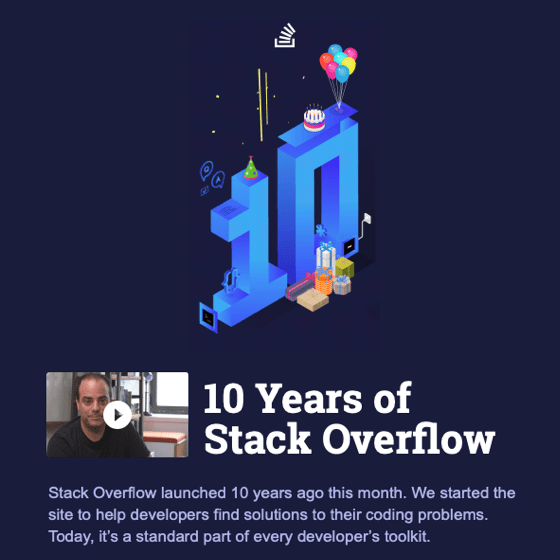 10
10 Years of
Stack Overflow
Stack Overflow launched 10 years ago this month. We started the
site to help developers find solutions to their coding problems.
Today, it’s a standard part of every developer’s toolkit.